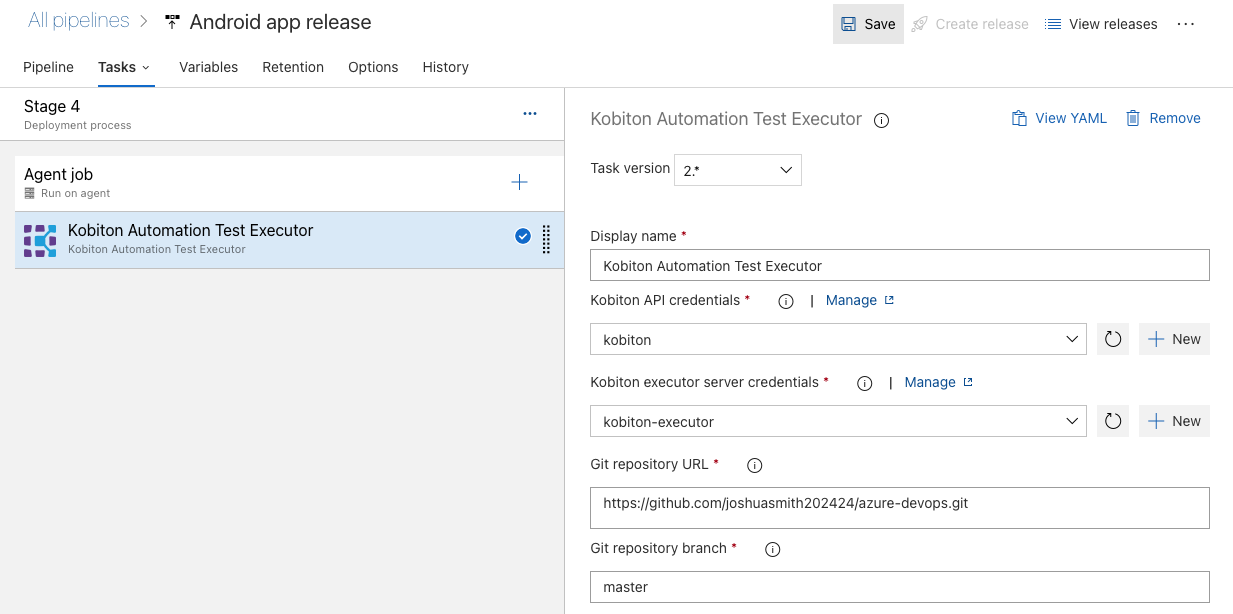 All pipelines > Android app release
Save Create release View releases ...
Pipeline Tasks Variables Retention Options History
Stage 4
Deployment process
Agent job
Run on agent
Kobiton Automation Test Executor
Kobiton Automation Test Executor
Kobiton Automation Test Executor View YAML Remove
Task version 2.*
Display name *
Kobiton Automation Test Executor
Kobiton API credentials * | Manage
kobiton New
Kobiton executor server credentials * | Manage
kobiton-executor New
Git repository URL *
https://github.com/joshuasmith202424/azure-devops.git
Git repository branch *
master